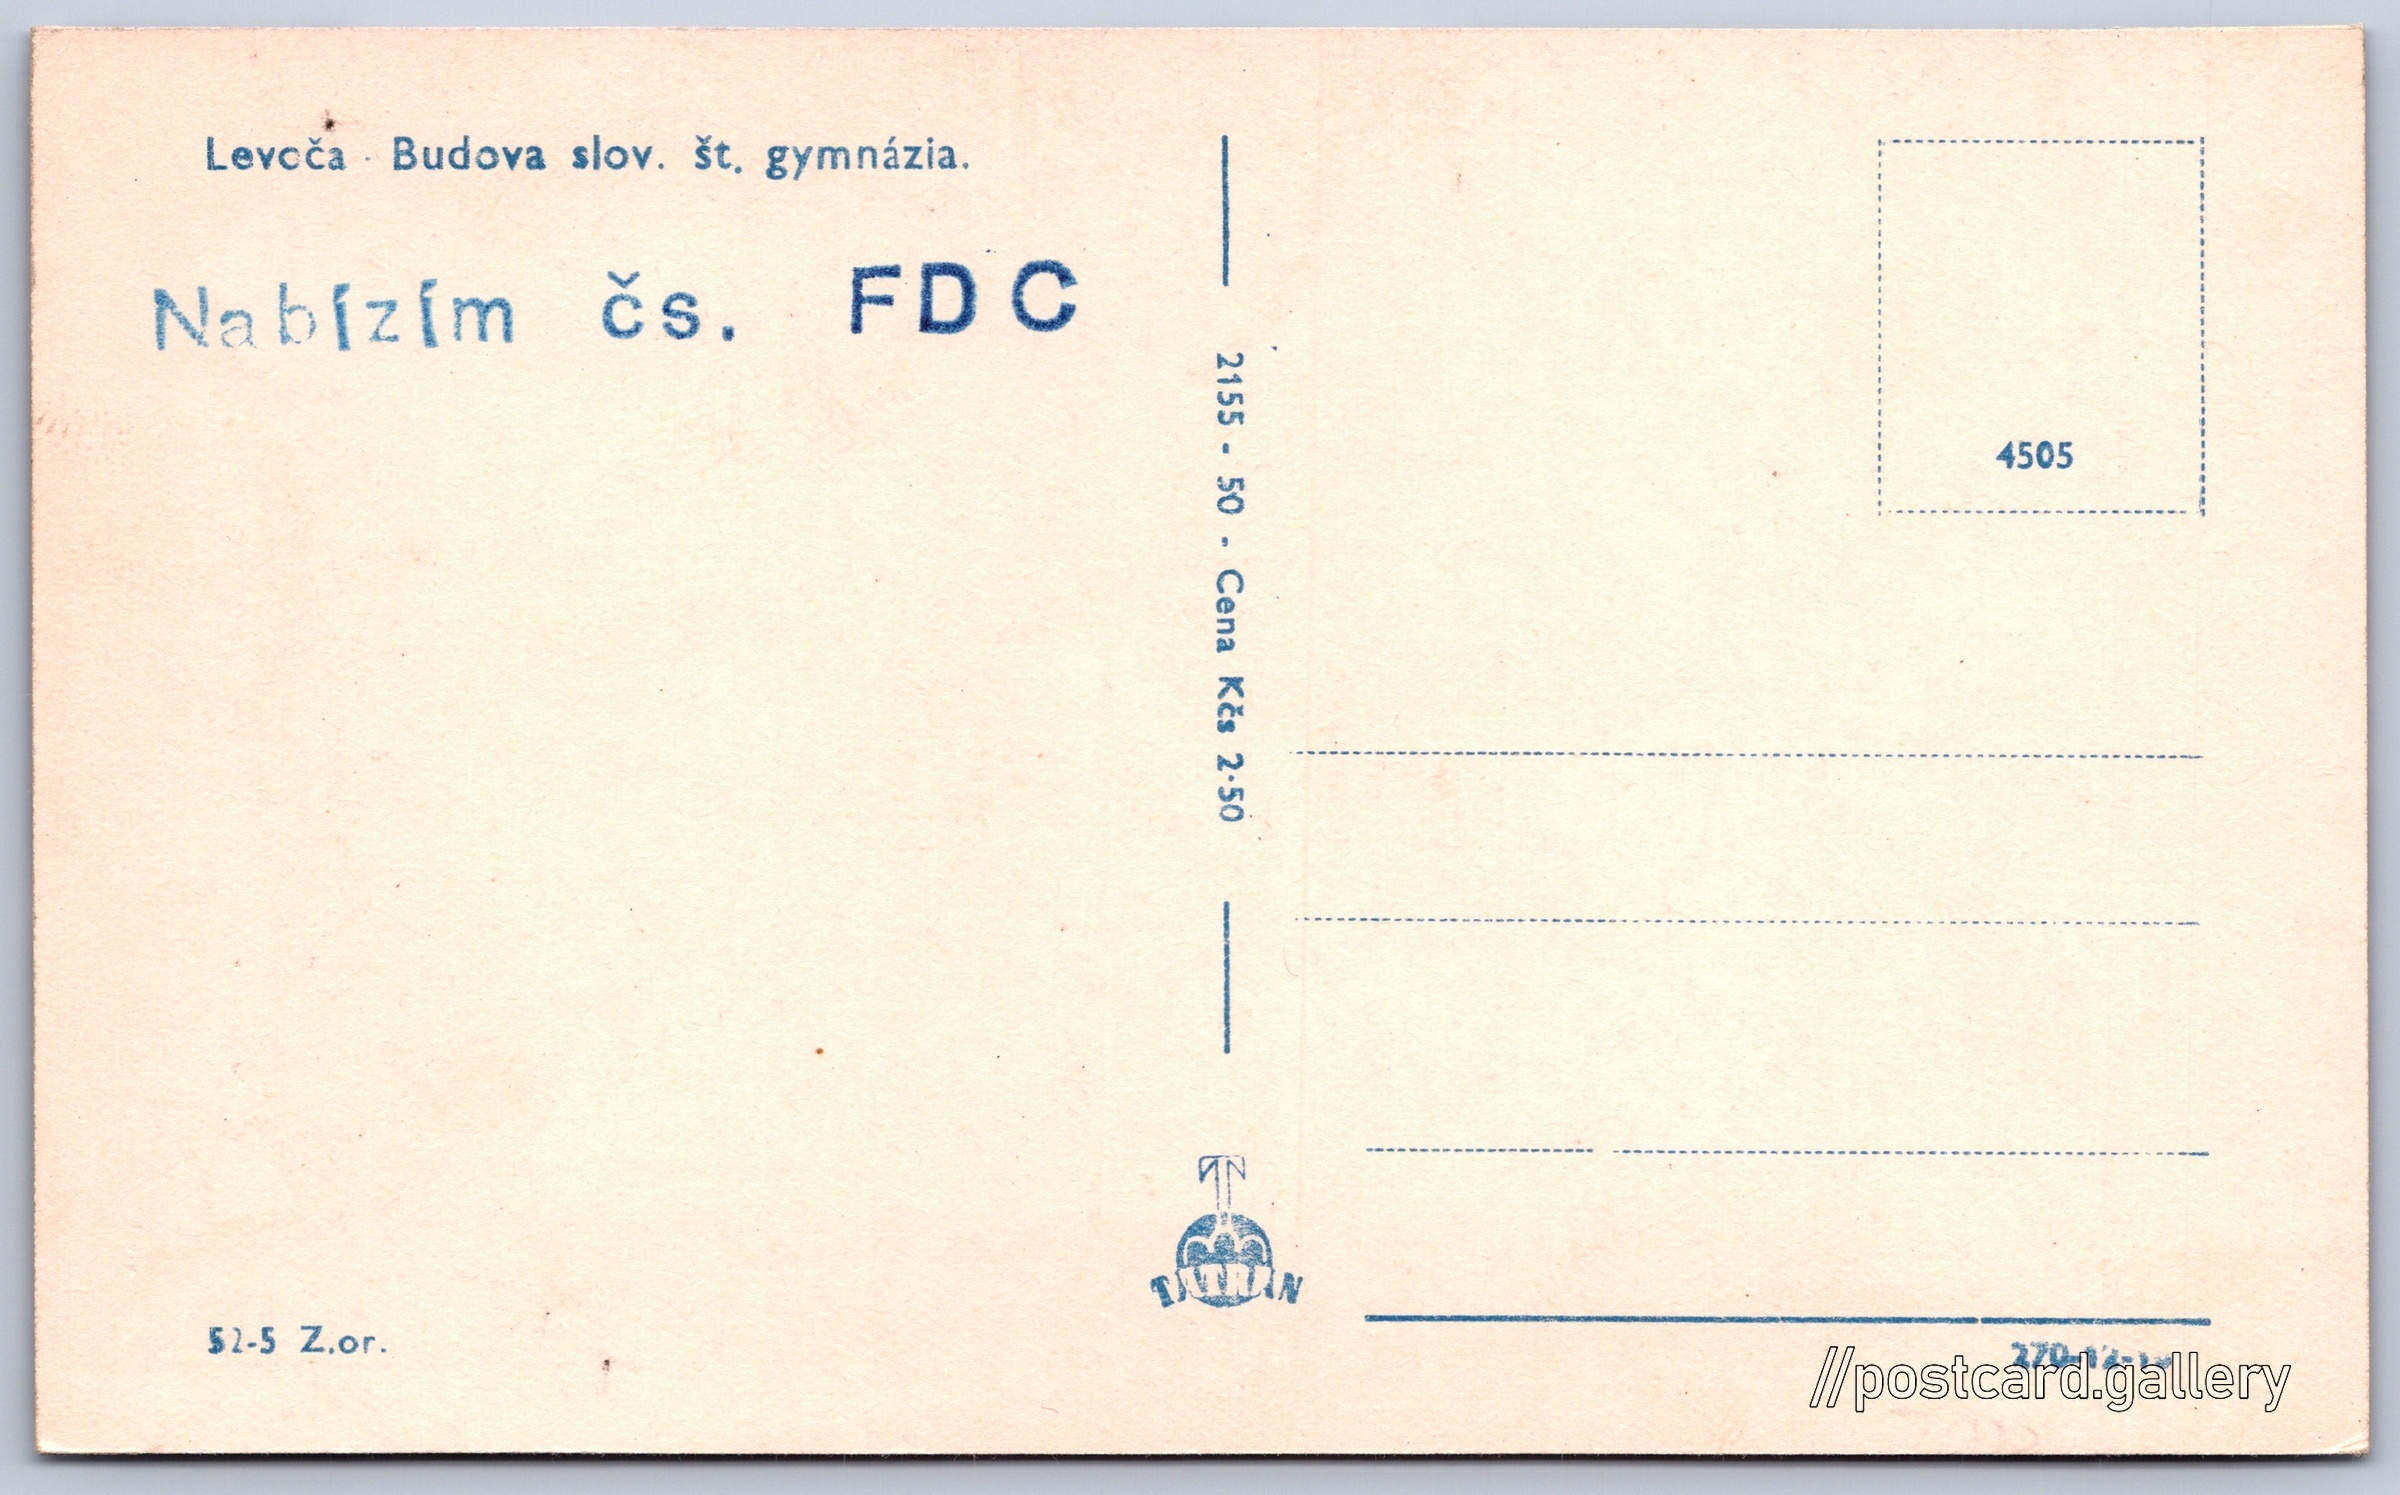 Levoča - Budova slov. št. gymnázia.
Nabízím čs. FDC
2155 - 50 - Cena Kčs 2·50
4505
TATRAN
52-5 Z.or.
//postcard.gallery